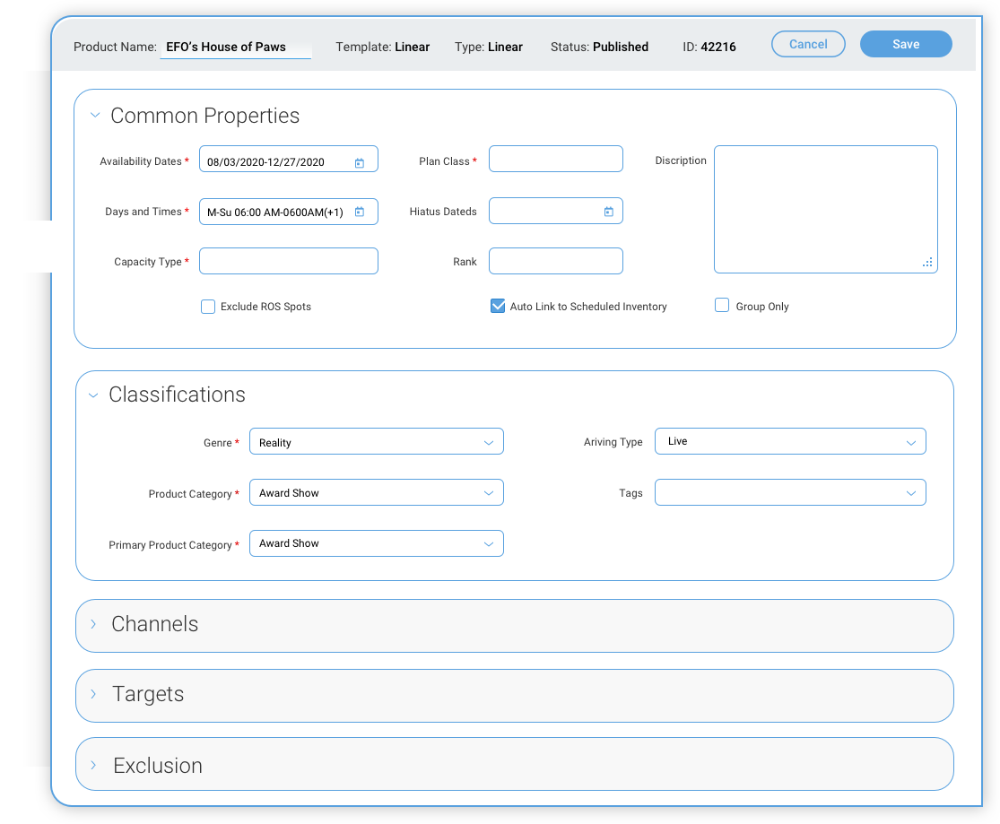 Product Name: EFO’s House of Paws Template: Linear Type: Linear Status: Published ID: 42216 Cancel Save
Common Properties
Availability Dates * 08/03/2020-12/27/2020 Plan Class * Discription
Days and Times * M-Su 06:00 AM-0600AM(+1) Hiatus Dateds
Capacity Type * Rank
Exclude ROS Spots Auto Link to Scheduled Inventory Group Only
Classifications
Genre * Reality Ariving Type Live
Product Category * Award Show Tags
Primary Product Category * Award Show
Channels
Targets
Exclusion